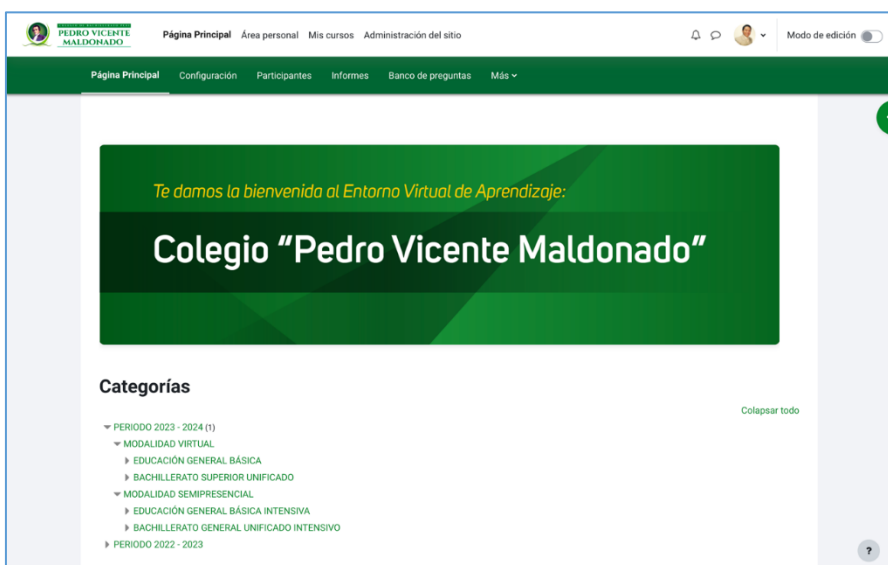 PEDRO VICENTE
MALDONADO
Página Principal Área personal Mis cursos Administración del sitio
Modo de edición
Página Principal Configuración Participantes Informes Banco de preguntas Más
Te damos la bienvenida al Entorno Virtual de Aprendizaje:
Colegio "Pedro Vicente Maldonado"
Categorías
Colapsar todo
PERIODO 2023 - 2024 (1)
MODALIDAD VIRTUAL
EDUCACIÓN GENERAL BÁSICA
BACHILLERATO SUPERIOR UNIFICADO
MODALIDAD SEMIPRESENCIAL
EDUCACIÓN GENERAL BÁSICA INTENSIVA
BACHILLERATO GENERAL UNIFICADO INTENSIVO
PERIODO 2022 - 2023
?